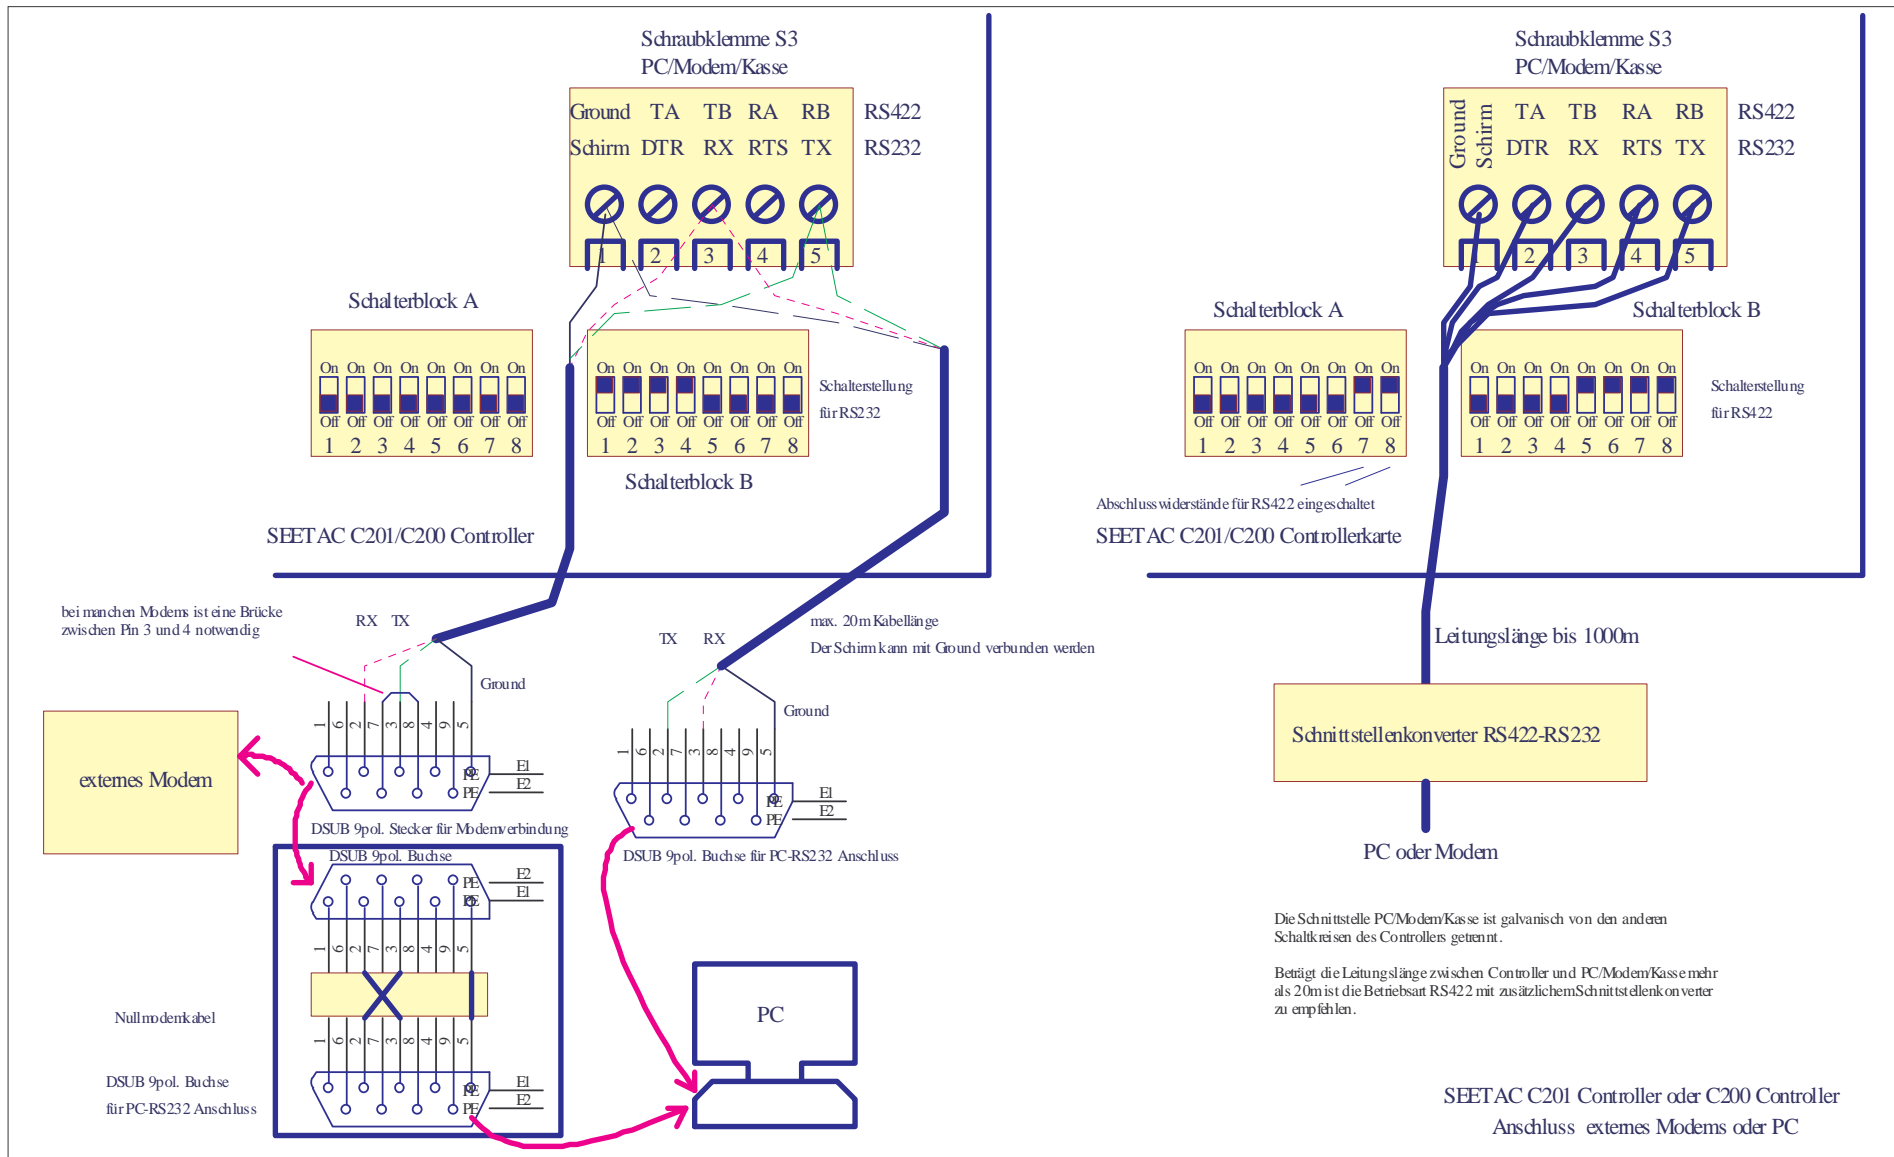 Schraubklemme S3
PC/Modem/Kasse
Ground TA TB RA RB RS422
Schirm DTR RX RTS TX RS232
1 2 3 4 5
Schalterblock A
On On On On On On On On
Off Off Off Off Off Off Off Off
1 2 3 4 5 6 7 8
On On On On On On On On
Off Off Off Off Off Off Off Off
1 2 3 4 5 6 7 8
Schalterstellung
für RS232
Schalterblock B
SEETAC C201/C200 Controller
bei manchen Modems ist eine Brücke
zwischen Pin 3 und 4 notwendig
RX TX
Ground
1 6 2 7 3 8 4 9 5
PE E1
PE E2
externes Modem
DSUB 9pol. Stecker für Modemverbindung
DSUB 9pol. Buchse
PE E2
PE E1
1 6 2 7 3 8 4 9 5
Nullmodemkabel
1 6 2 7 3 8 4 9 5
DSUB 9pol. Buchse
für PC-RS232 Anschluss
PE E1
PE E2
TX RX
max. 20m Kabellänge
Der Schirm kann mit Ground verbunden werden
Ground
1 6 2 7 3 8 4 9 5
PE E1
PE E2
DSUB 9pol. Buchse für PC-RS232 Anschluss
PC
Schraubklemme S3
PC/Modem/Kasse
Ground
Schirm
TA TB RA RB RS422
DTR RX RTS TX RS232
1 2 3 4 5
Schalterblock A
Schalterblock B
On On On On On On On On
Off Off Off Off Off Off Off Off
1 2 3 4 5 6 7 8
On On On On On On On On
Off Off Off Off Off Off Off Off
1 2 3 4 5 6 7 8
Schalterstellung
für RS422
Abschlusswiderstände für RS422 eingeschaltet
SEETAC C201/C200 Controllerkarte
Leitungslänge bis 1000m
Schnittstellenkonverter RS422-RS232
PC oder Modem
Die Schnittstelle PC/Modem/Kasse ist galvanisch von den anderen
Schaltkreisen des Controllers getrennt.
Beträgt die Leitungslänge zwischen Controller und PC/Modem/Kasse mehr
als 20m ist die Betriebsart RS422 mit zusätzlichem Schnittstellenkonverter
zu empfehlen.
SEETAC C201 Controller oder C200 Controller
Anschluss externes Modems oder PC